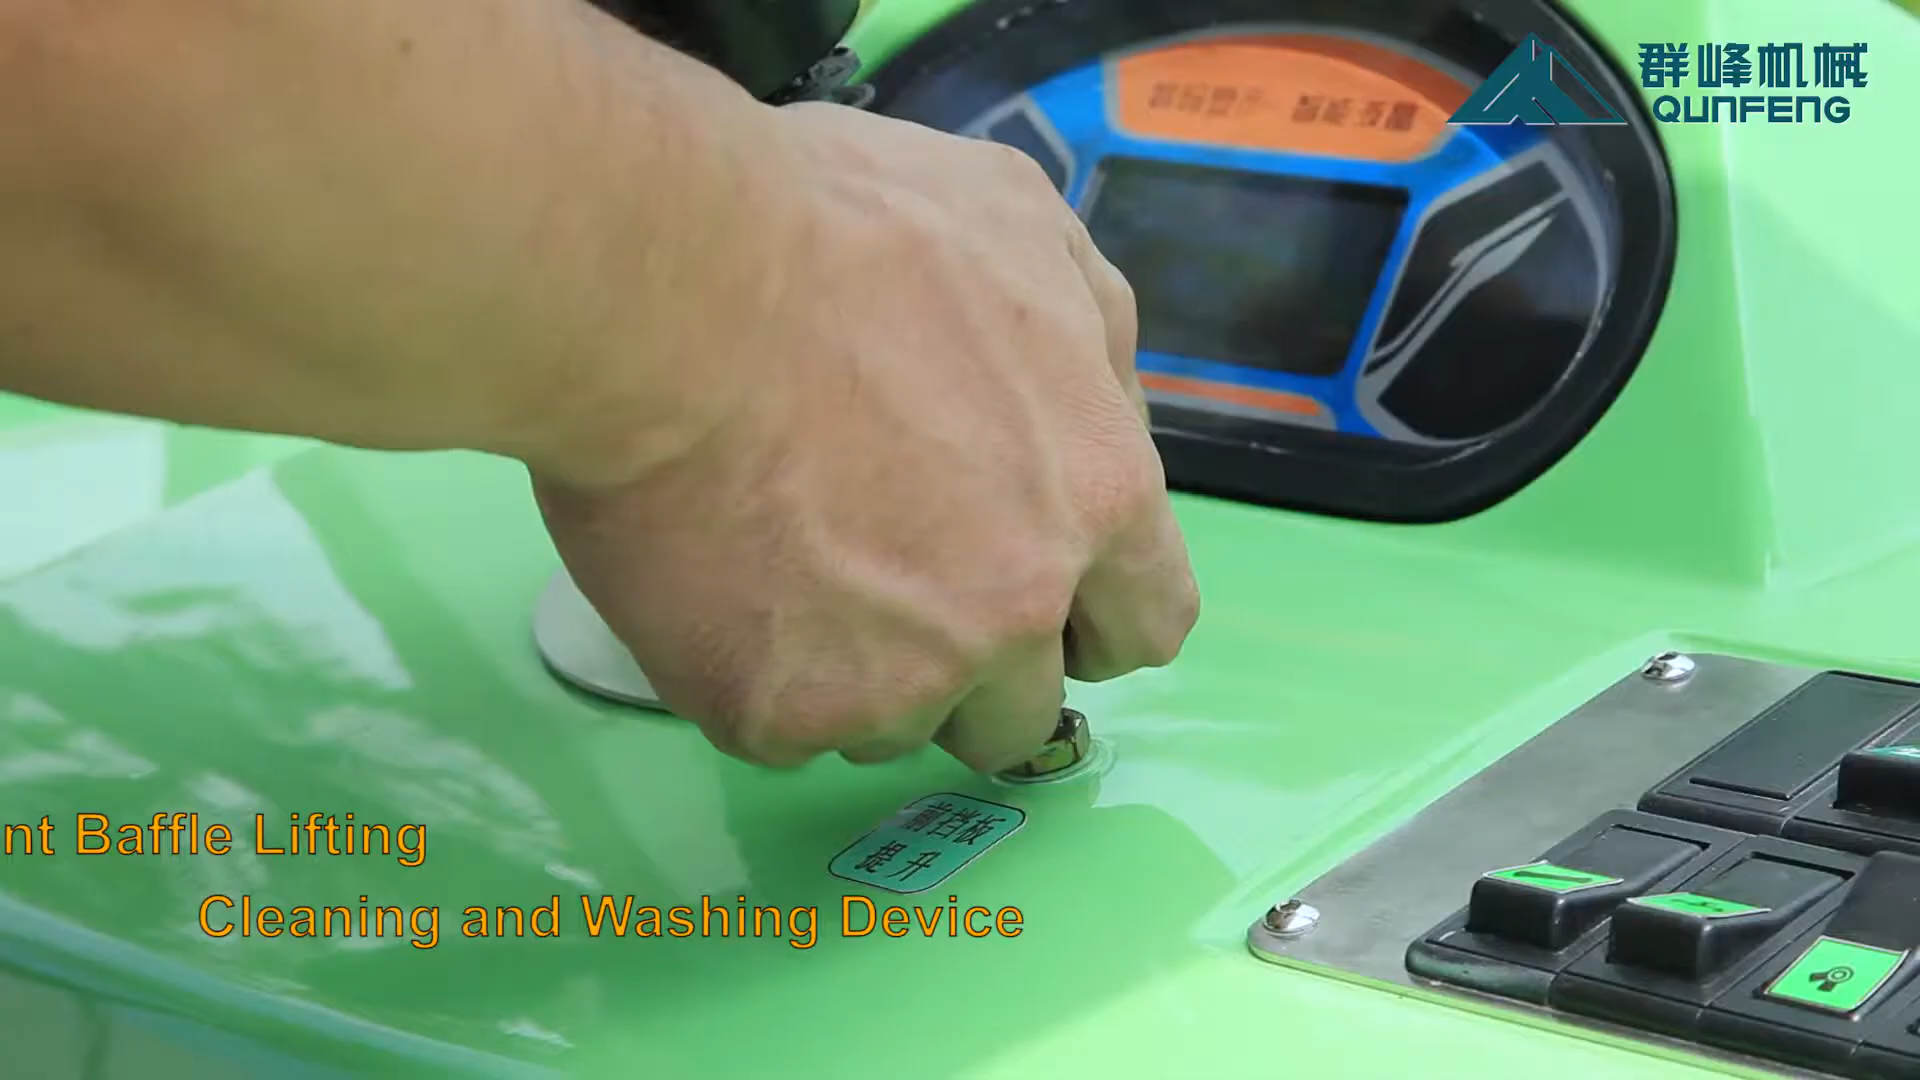 群峰机械
QUNFENG
前挡板
提升
nt Baffle Lifting
Cleaning and Washing Device